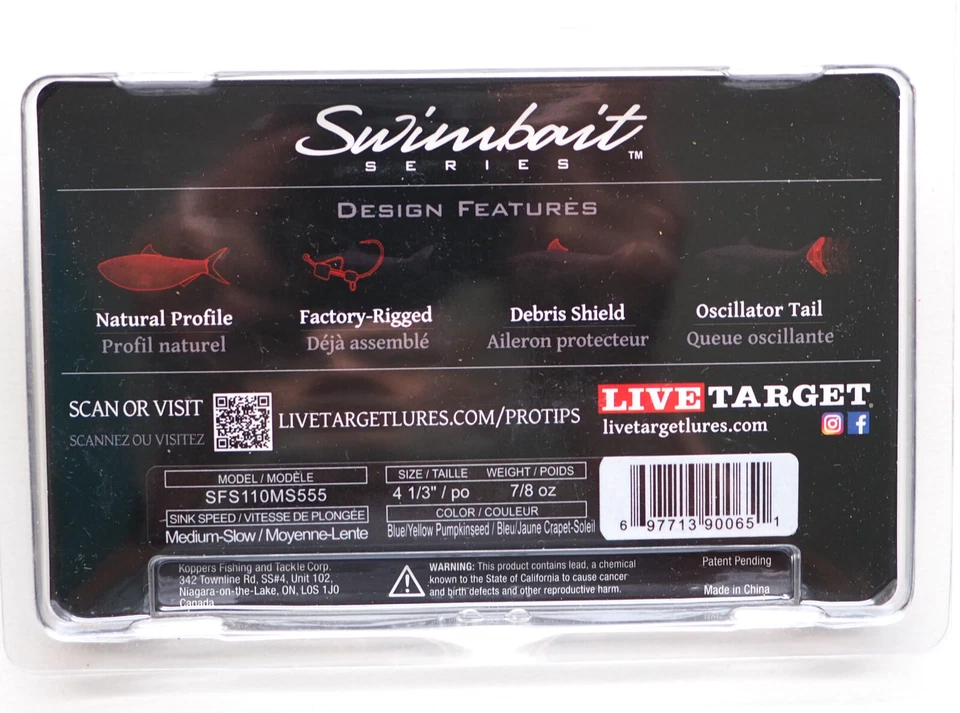 Swimbait™
SERIES
DESIGN FEATURES
Natural Profile
Profil naturel
Factory-Rigged
Déjà assemblé
Debris Shield
Aileron protecteur
Oscillator Tail
Queue oscillante
SCAN OR VISIT
SCANNEZ OU VISITEZ
LIVETARGETLURES.COM/PROTIPS
LIVETARGET®
livetargetlures.com
MODEL / MODÈLE
SFS110MS555
SINK SPEED / VITESSE DE PLONGÉE
Medium-Slow / Moyenne-Lente
SIZE / TAILLE WEIGHT / POIDS
4 1/3" / po 7/8 oz
COLOR / COULEUR
Blue/Yellow Pumpkinseed / Bleu/Jaune Crapet-Soleil
6 97713 90065 1
Koppers Fishing and Tackle Corp.
342 Townline Rd, SS#4, Unit 102,
Niagara-on-the-Lake, ON, L0S 1J0
Canada
WARNING: This product contains lead, a chemical
known to the State of California to cause cancer
and birth defects and other reproductive harm.
Patent Pending
Made in China